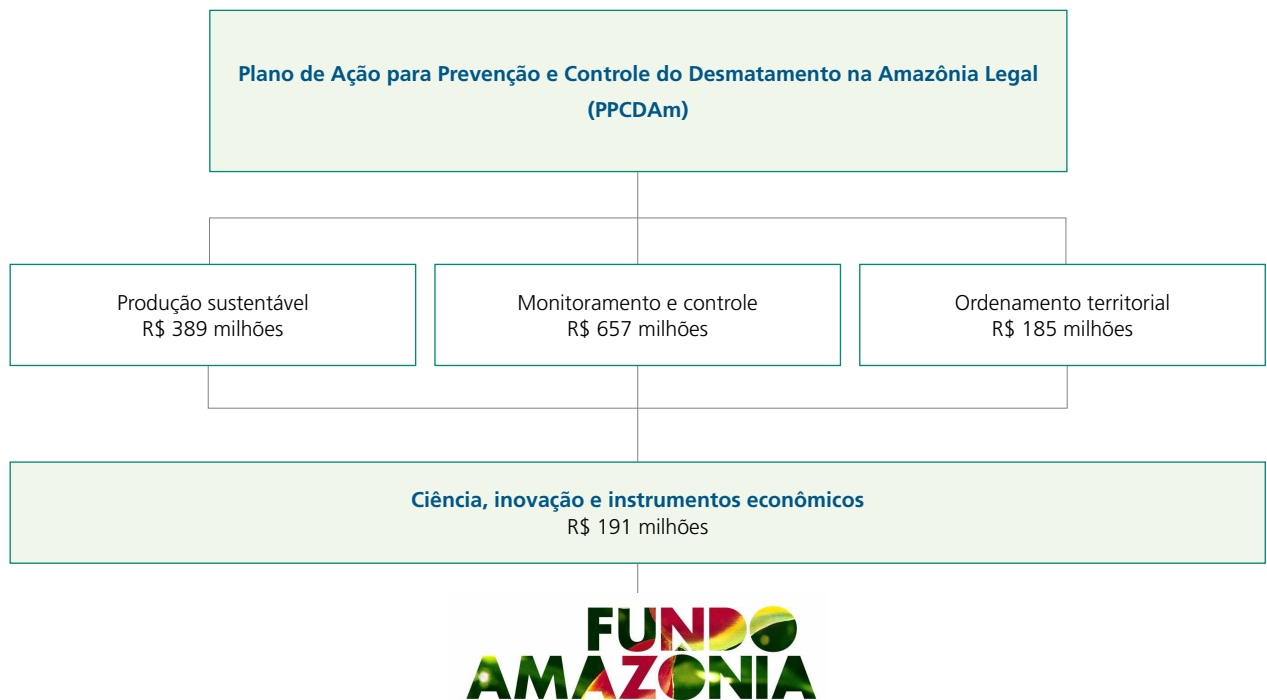 Plano de Ação para Prevenção e Controle do Desmatamento na Amazônia Legal
(PPCDAm)
Produção sustentável
R$ 389 milhões
Monitoramento e controle
R$ 657 milhões
Ordenamento territorial
R$ 185 milhões
Ciência, inovação e instrumentos econômicos
R$ 191 milhões
FUNDO
AMAZÔNIA